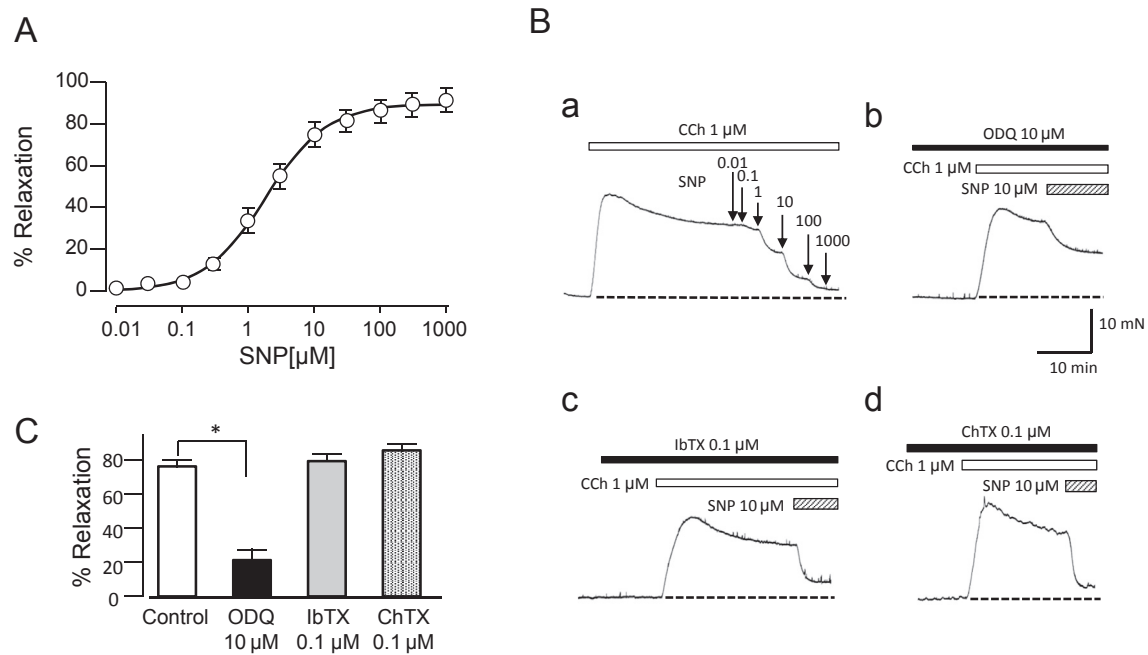 A
% Relaxation
100
80
60
40
20
0
0.01 0.1 1 10 100 1000
SNP[µM]
B
a
CCh 1 µM
SNP
0.01
0.1
1
10
100
1000
b
ODQ 10 µM
CCh 1 µM
SNP 10 µM
10 mN
10 min
C
*
% Relaxation
80
60
40
20
0
Control ODQ IbTX ChTX
10 µM 0.1 µM 0.1 µM
c
IbTX 0.1 µM
CCh 1 µM
SNP 10 µM
d
ChTX 0.1 µM
CCh 1 µM
SNP 10 µM